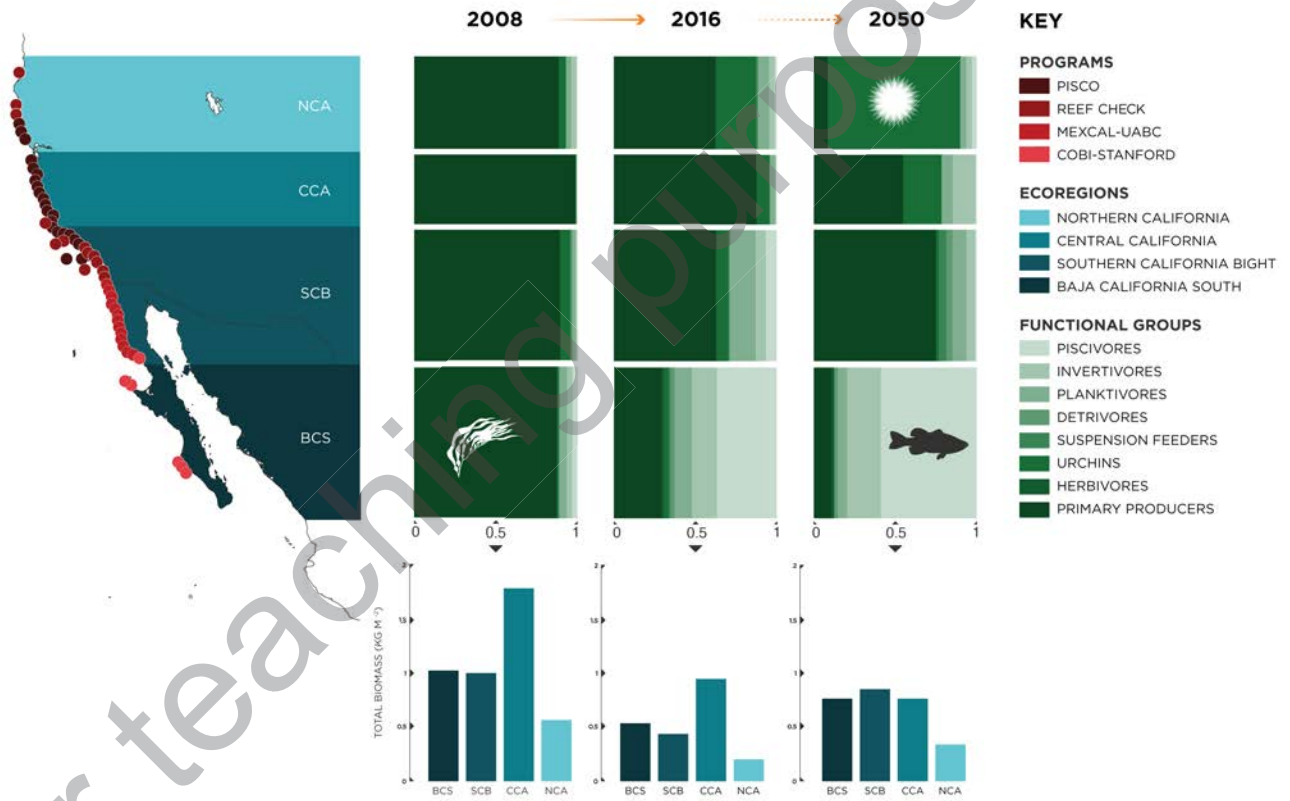 2008
2016
2050
KEY
PROGRAMS
PISCO
REEF CHECK
MEXCAL-UABC
COBI-STANFORD
ECOREGIONS
NORTHERN CALIFORNIA
CENTRAL CALIFORNIA
SOUTHERN CALIFORNIA BIGHT
BAJA CALIFORNIA SOUTH
FUNCTIONAL GROUPS
PISCIVORES
INVERTIVORES
PLANKTIVORES
DETRIVORES
SUSPENSION FEEDERS
URCHINS
HERBIVORES
PRIMARY PRODUCERS
NCA
CCA
SCB
BCS
0 0.5 1
0 0.5 1
0 0.5 1
TOTAL BIOMASS (KG M⁻²)
2
1.5
1
0.5
0
BCS SCB CCA NCA
2
1.5
1
0.5
0
BCS SCB CCA NCA
2
1.5
1
0.5
0
BCS SCB CCA NCA
r teaching purpos